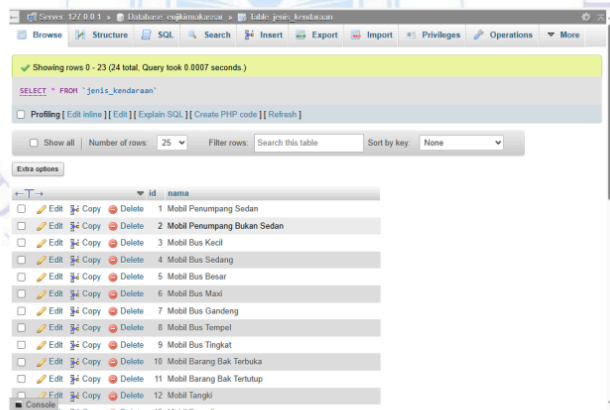 Server: 127.0.0.1 » Database: eujikimakassar » Table: jenis_kendaraan
Browse Structure SQL Search Insert Export Import Privileges Operations More
Showing rows 0 - 23 (24 total, Query took 0.0007 seconds.)
SELECT * FROM `jenis_kendaraan`
Profiling [ Edit inline ] [ Edit ] [ Explain SQL ] [ Create PHP code ] [ Refresh ]
Show all Number of rows: 25 Filter rows: Search this table Sort by key: None
Extra options
id nama
Edit Copy Delete 1 Mobil Penumpang Sedan
Edit Copy Delete 2 Mobil Penumpang Bukan Sedan
Edit Copy Delete 3 Mobil Bus Kecil
Edit Copy Delete 4 Mobil Bus Sedang
Edit Copy Delete 5 Mobil Bus Besar
Edit Copy Delete 6 Mobil Bus Maxi
Edit Copy Delete 7 Mobil Bus Gandeng
Edit Copy Delete 8 Mobil Bus Tempel
Edit Copy Delete 9 Mobil Bus Tingkat
Edit Copy Delete 10 Mobil Barang Bak Terbuka
Edit Copy Delete 11 Mobil Barang Bak Tertutup
Edit Copy Delete 12 Mobil Tangki
Console